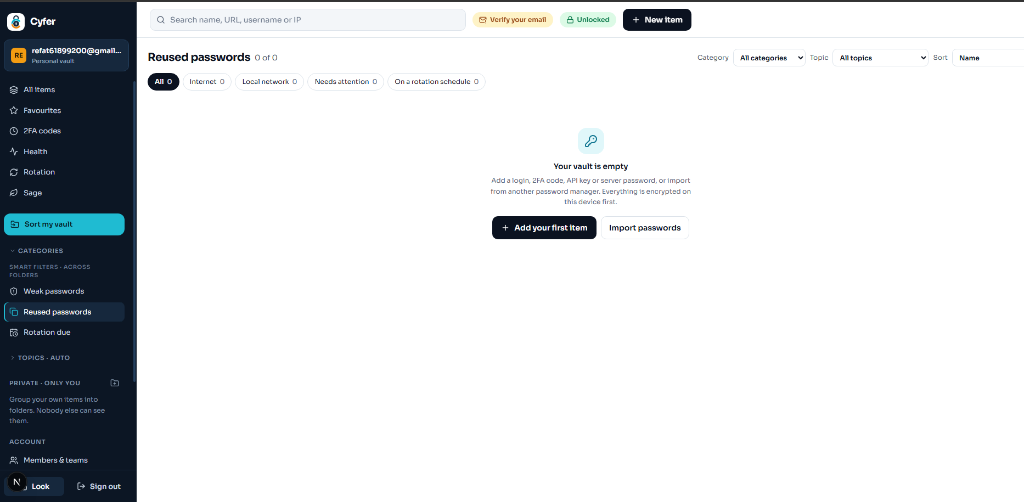 Cyfer
RE
refat61899200@gmail...
Personal vault
All items
Favourites
2FA codes
Health
Rotation
Sage
Sort my vault
CATEGORIES
SMART FILTERS · ACROSS
FOLDERS
Weak passwords
Reused passwords
Rotation due
TOPICS · AUTO
PRIVATE · ONLY YOU
Group your own items into
folders. Nobody else can see
them.
ACCOUNT
Members & teams
N
Sign out
Search name, URL, username or IP
Verify your email
Unlocked
New item
Reused passwords 0 of 0
Category All categories Topic All topics Sort Name
All 0 Internet 0 Local network 0 Needs attention 0 On a rotation schedule 0
Your vault is empty
Add a login, 2FA code, API key or server password, or import
from another password manager. Everything is encrypted on
this device first.
Add your first item Import passwords